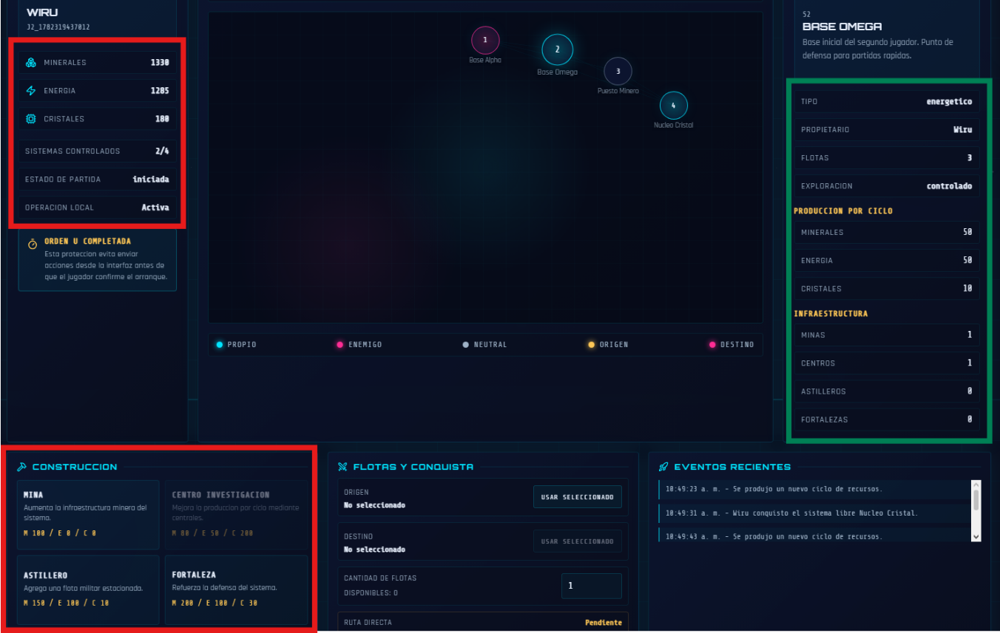 WIRU
J2_1782319437012
MINERALES 1330
ENERGIA 1285
CRISTALES 180
SISTEMAS CONTROLADOS 2/4
ESTADO DE PARTIDA iniciada
OPERACION LOCAL Activa
ORDEN U COMPLETADA
Esta proteccion evita enviar
acciones desde la interfaz antes de
que el jugador confirme el arranque.
1
Base Alpha
2
Base Omega
3
Puesto Minero
4
Nucleo Cristal
PROPIO
ENEMIGO
NEUTRAL
ORIGEN
DESTINO
S2
BASE OMEGA
Base inicial del segundo jugador. Punto de
defensa para partidas rapidas.
TIPO energetico
PROPIETARIO Wiru
FLOTAS 3
EXPLORACION controlado
PRODUCCION POR CICLO
MINERALES 50
ENERGIA 50
CRISTALES 10
INFRAESTRUCTURA
MINAS 1
CENTROS 1
ASTILLEROS 0
FORTALEZAS 0
CONSTRUCCION
MINA
Aumenta la infraestructura minera del
sistema.
M 100 / E 0 / C 0
CENTRO INVESTIGACION
Mejora la produccion por ciclo mediante
centrales.
M 80 / E 50 / C 200
ASTILLERO
Agrega una flota militar estacionada.
M 150 / E 100 / C 10
FORTALEZA
Refuerza la defensa del sistema.
M 200 / E 100 / C 30
FLOTAS Y CONQUISTA
ORIGEN
No seleccionado
USAR SELECCIONADO
DESTINO
No seleccionado
USAR SELECCIONADO
CANTIDAD DE FLOTAS
DISPONIBLES: 0
1
RUTA DIRECTA Pendiente
EVENTOS RECIENTES
10:49:23 a. m. - Se produjo un nuevo ciclo de recursos.
10:49:31 a. m. - Wiru conquisto el sistema libre Nucleo Cristal.
10:49:43 a. m. - Se produjo un nuevo ciclo de recursos.